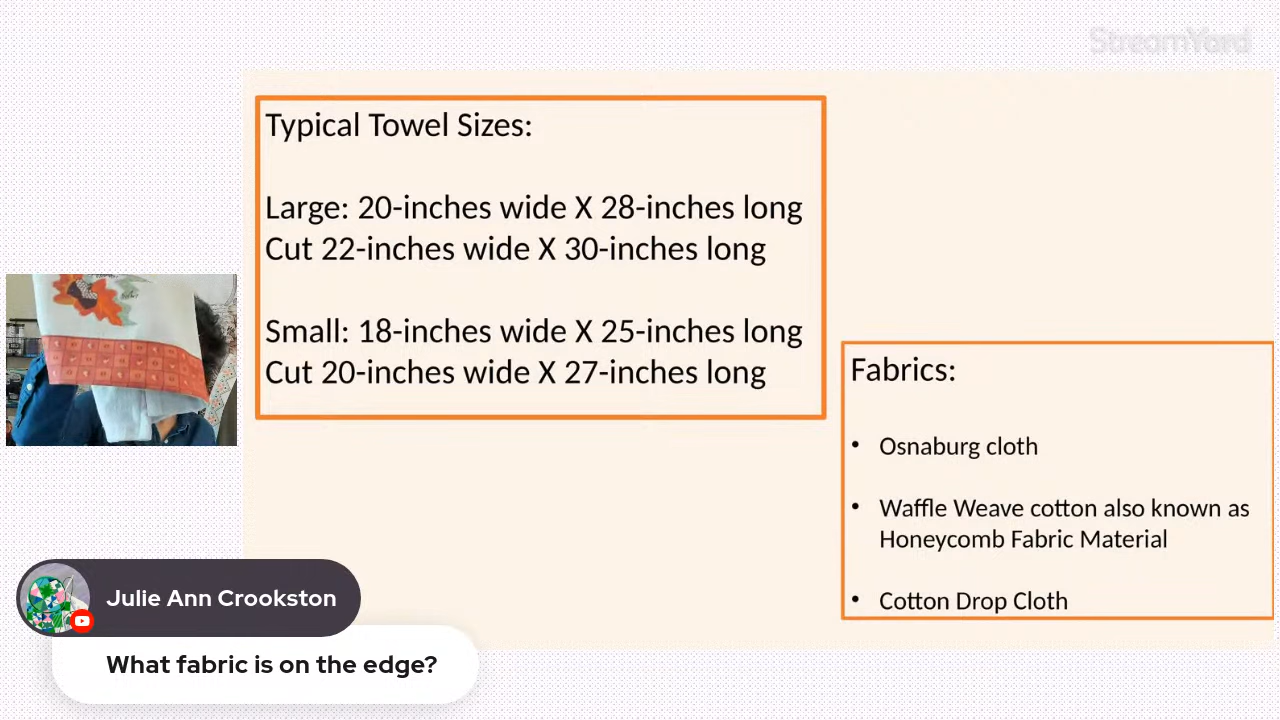 StreamYard
Typical Towel Sizes:
Large: 20-inches wide X 28-inches long
Cut 22-inches wide X 30-inches long
Small: 18-inches wide X 25-inches long
Cut 20-inches wide X 27-inches long
Fabrics:
• Osnaburg cloth
• Waffle Weave cotton also known as
Honeycomb Fabric Material
• Cotton Drop Cloth
Julie Ann Crookston
What fabric is on the edge?